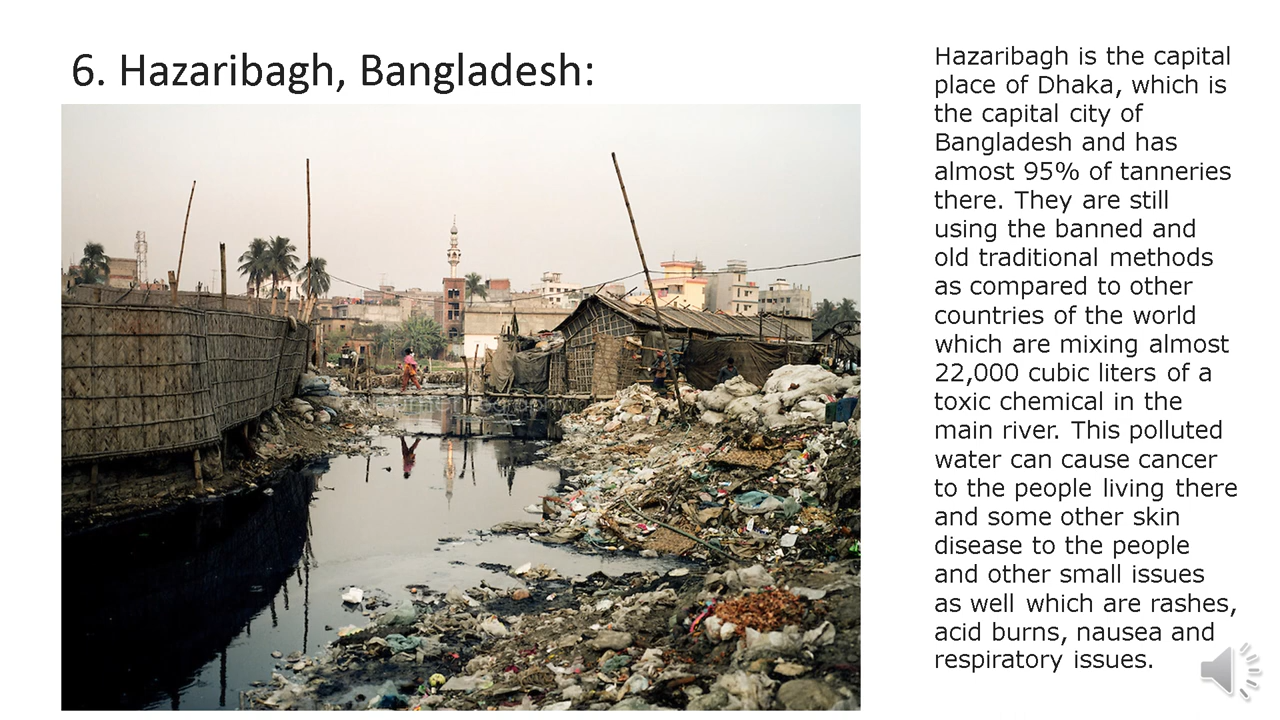 6. Hazaribagh, Bangladesh:
Hazaribagh is the capital
place of Dhaka, which is
the capital city of
Bangladesh and has
almost 95% of tanneries
there. They are still
using the banned and
old traditional methods
as compared to other
countries of the world
which are mixing almost
22,000 cubic liters of a
toxic chemical in the
main river. This polluted
water can cause cancer
to the people living there
and some other skin
disease to the people
and other small issues
as well which are rashes,
acid burns, nausea and
respiratory issues.